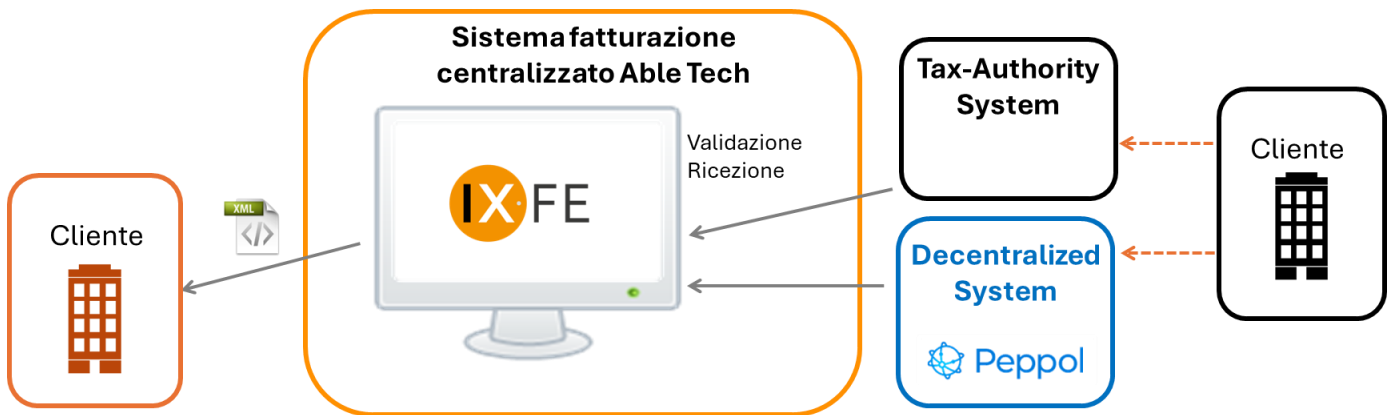 Cliente
XML
</>
Sistema fatturazione
centralizzato Able Tech
IX.FE
Validazione
Ricezione
Tax-Authority
System
Decentralized
System
Peppol
Cliente